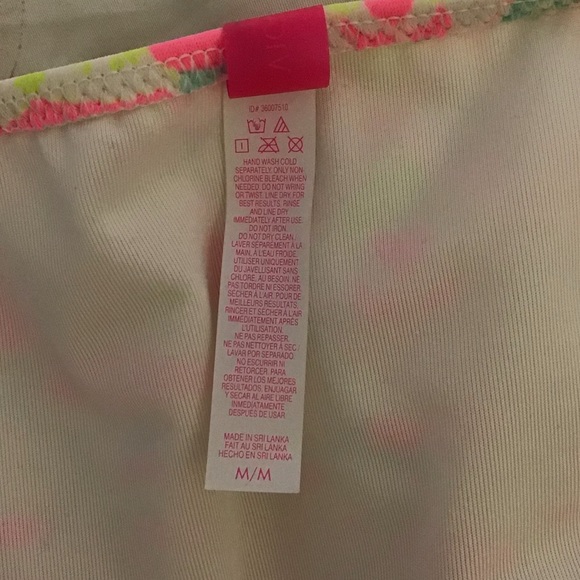 VIC
ID# 36007510
HAND WASH COLD
SEPARATELY. ONLY NON
CHLORINE BLEACH WHEN
NEEDED. DO NOT WRING
OR TWIST. LINE DRY. FOR
BEST RESULTS, RINSE
AND LINE DRY
IMMEDIATELY AFTER USE.
DO NOT IRON.
DO NOT DRY CLEAN.
LAVER SÉPARÉMENT À LA
MAIN, À L'EAU FROIDE.
UTILISER UNIQUEMENT
DU JAVELLISANT SANS
CHLORE, AU BESOIN. NE
PAS TORDRE NI ESSORER.
SÉCHER À L'AIR. POUR DE
MEILLEURS RÉSULTATS,
RINCER ET SÉCHER À L'AIR
IMMÉDIATEMENT APRÈS
L'UTILISATION.
NE PAS REPASSER.
NE PAS NETTOYER À SEC.
LAVAR POR SEPARADO
NO ESCURRIR NI
RETORCER. PARA
OBTENER LOS MEJORES
RESULTADOS, ENJUAGAR
Y SECAR AL AIRE LIBRE
INMEDIATAMENTE
DESPUÉS DE USAR.
MADE IN SRI LANKA
FAIT AU SRI LANKA
HECHO EN SRI LANKA
M/M